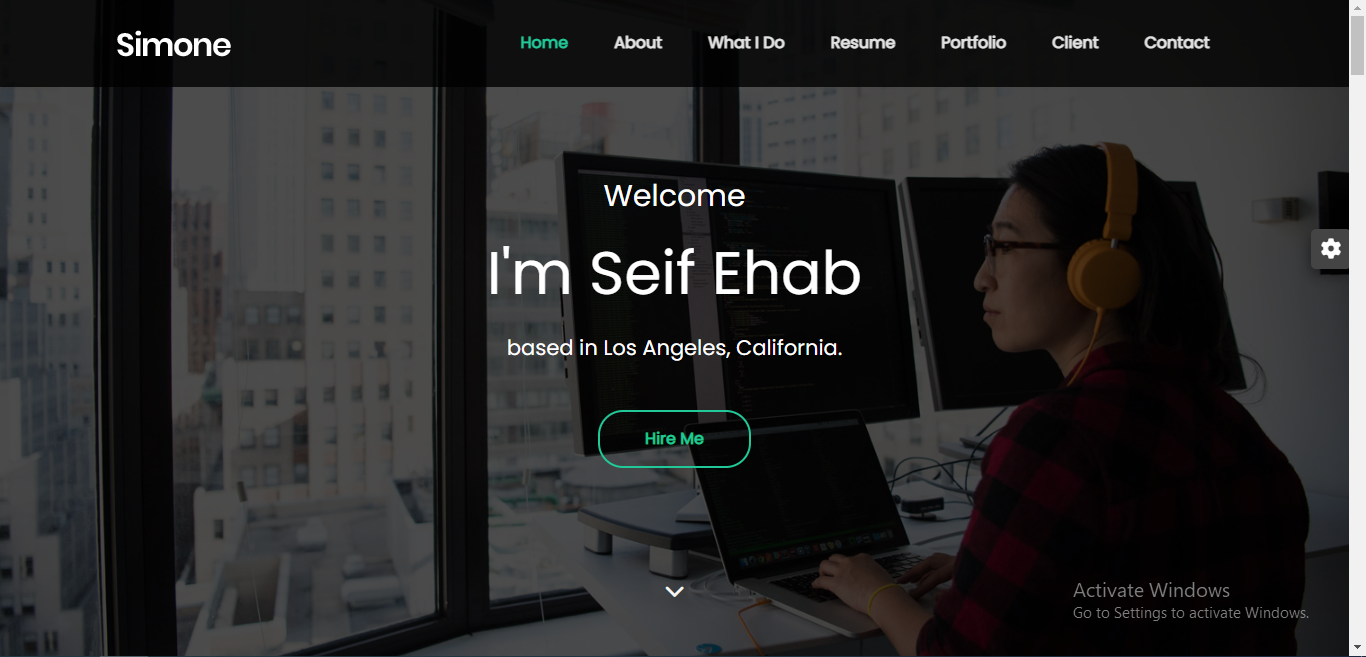 Simone
Home About What I Do Resume Portfolio Client Contact
Welcome
I'm Seif Ehab
based in Los Angeles, California.
Hire Me
Activate Windows
Go to Settings to activate Windows.